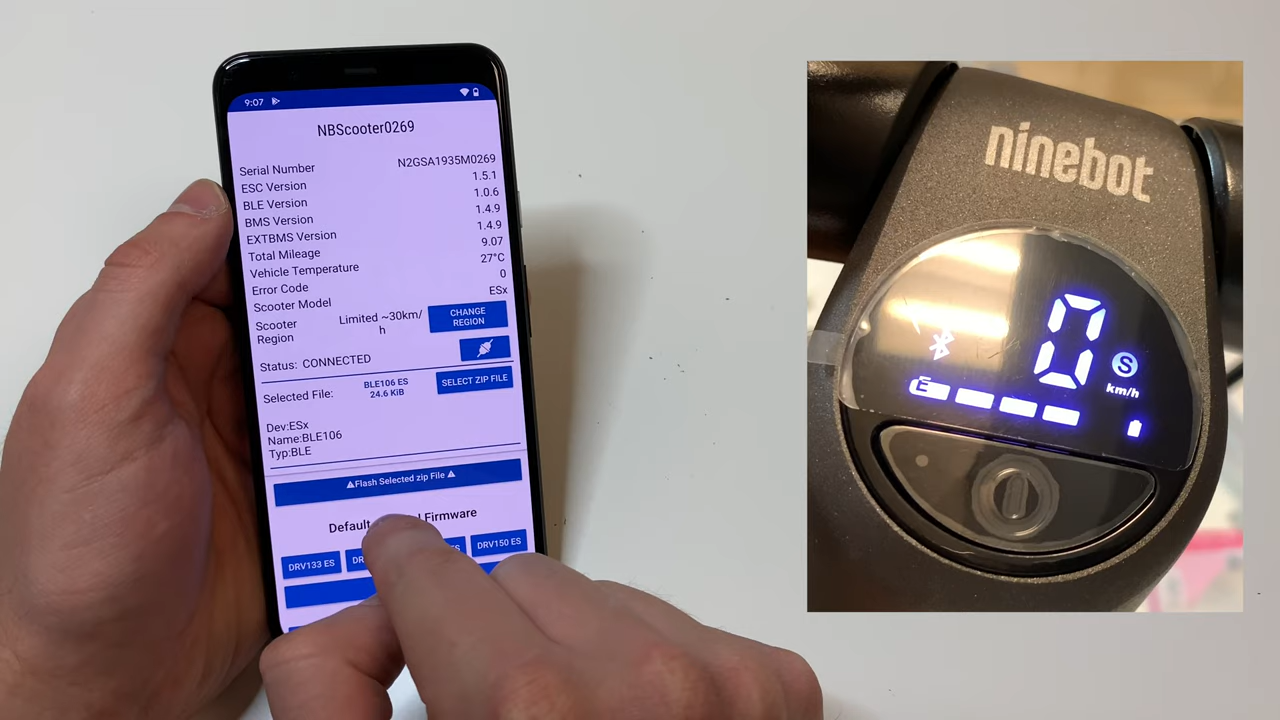 9:07
NBScooter0269
Serial Number N2GSA1935M0269
ESC Version 1.5.1
BLE Version 1.0.6
BMS Version 1.4.9
EXTBMS Version 1.4.9
Total Mileage 9.07
Vehicle Temperature 27°C
Error Code 0
Scooter Model ESx
Scooter Region Limited ~30km/h CHANGE REGION
Status: CONNECTED
Selected File: BLE106 ES 24.6 KiB SELECT ZIP FILE
Dev:ESx
Name:BLE106
Typ:BLE
⚠Flash Selected zip File⚠
Default Firmware
DRV133 ES DRV150 ES
ninebot
0
S
km/h
E